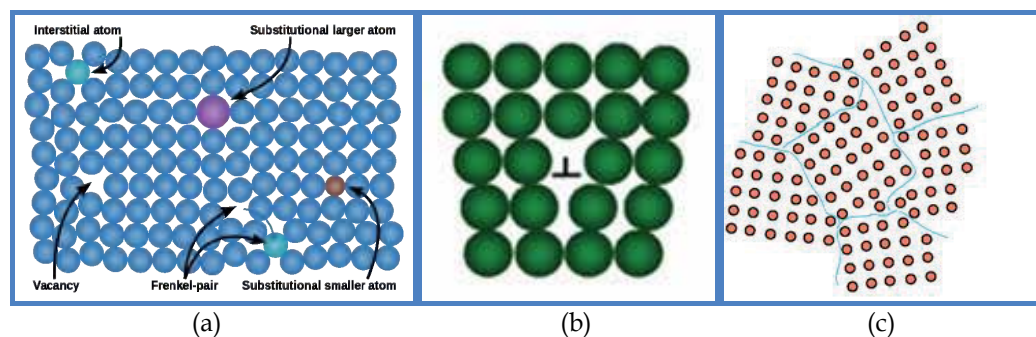 Interstitial atom
Substitutional larger atom
Vacancy
Frenkel-pair
Substitutional smaller atom
(a)
(b)
(c)